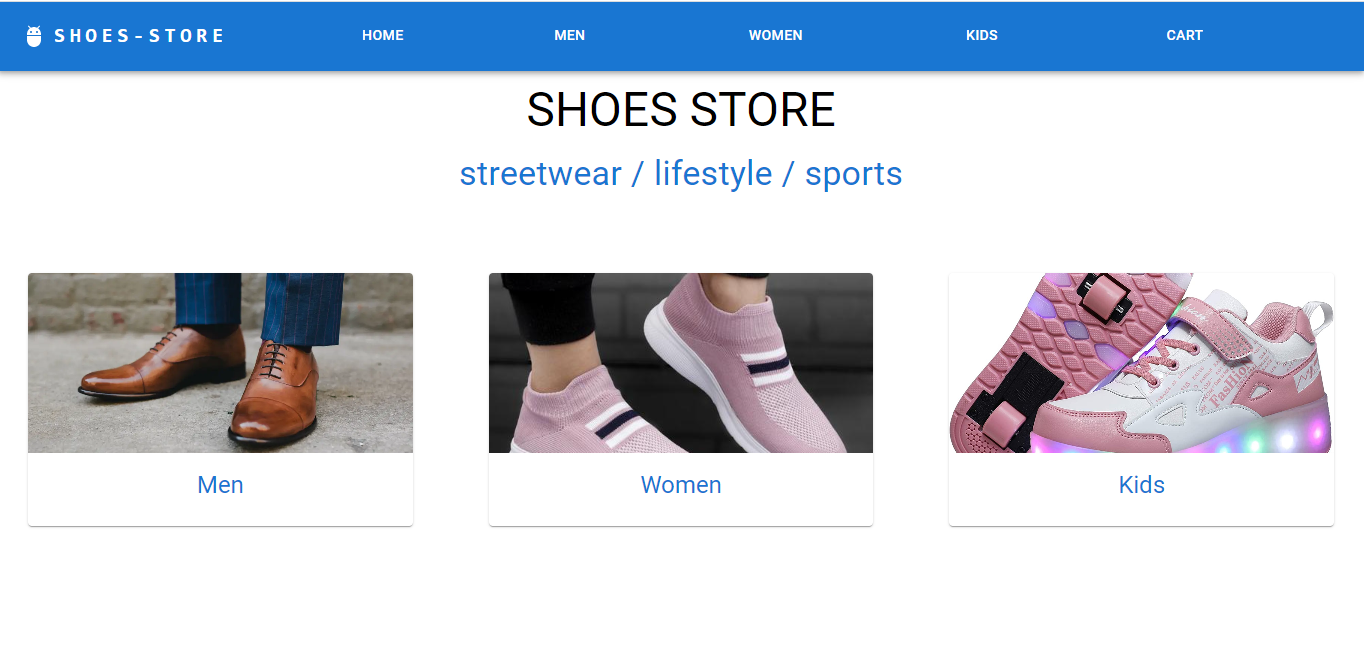 SHOES-STORE
HOME
MEN
WOMEN
KIDS
CART
SHOES STORE
streetwear / lifestyle / sports
Fashion
Men
Women
Kids